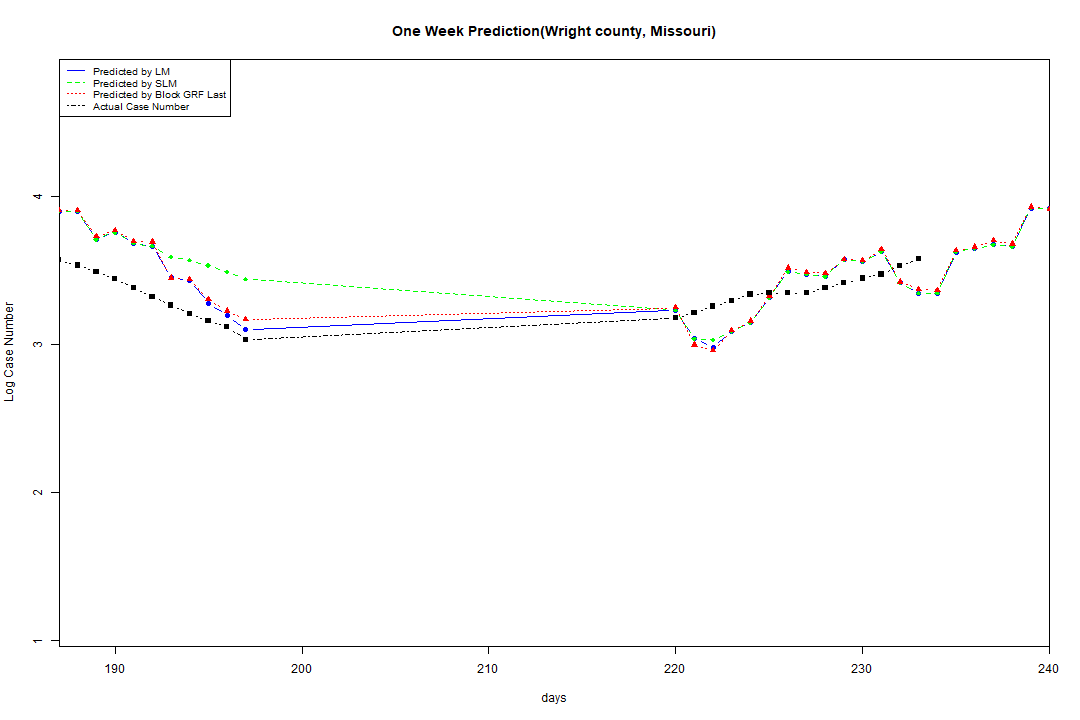 One Week Prediction(Wright county, Missouri)
Predicted by LM
Predicted by SLM
Predicted by Block GRF Last
Actual Case Number
4
3
2
1
Log Case Number
190 200 210 220 230 240
days